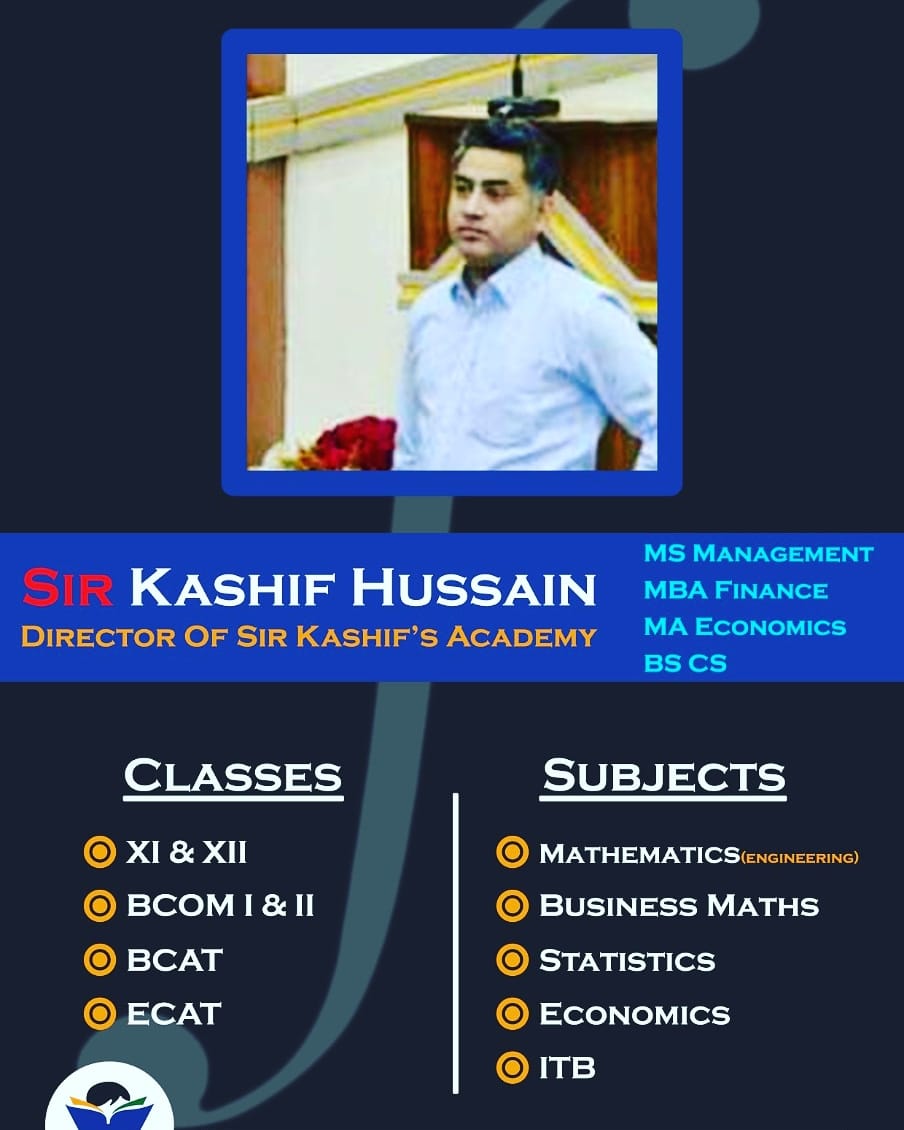 Sir Kashif Hussain
Director Of Sir Kashif's Academy
MS Management
MBA Finance
MA Economics
BS CS
Classes
XI & XII
BCOM I & II
BCAT
ECAT
Subjects
Mathematics(engineering)
Business Maths
Statistics
Economics
ITB